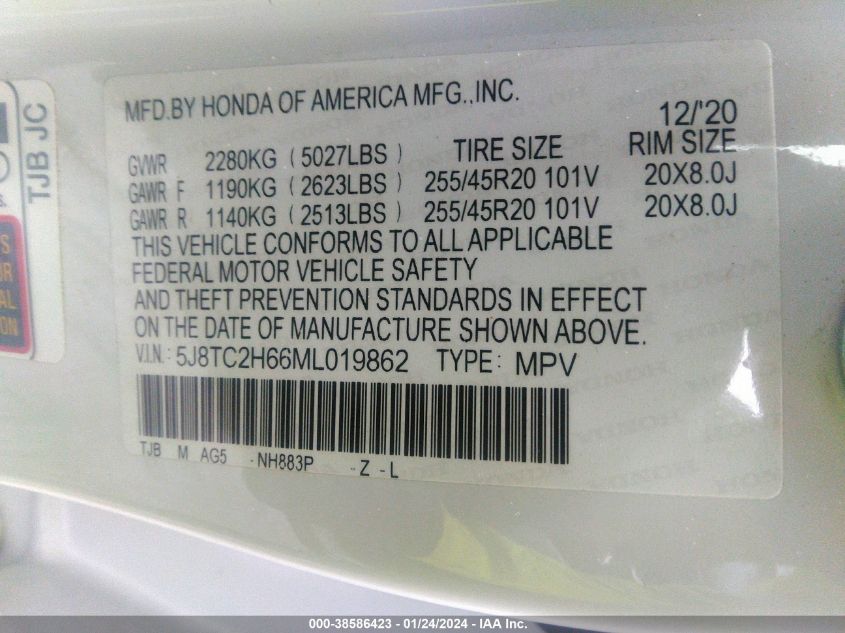 MFD.BY HONDA OF AMERICA MFG.,INC.
12/'20
GVWR 2280KG (5027LBS) TIRE SIZE RIM SIZE
GAWR F 1190KG (2623LBS) 255/45R20 101V 20X8.0J
GAWR R 1140KG (2513LBS) 255/45R20 101V 20X8.0J
THIS VEHICLE CONFORMS TO ALL APPLICABLE
FEDERAL MOTOR VEHICLE SAFETY
AND THEFT PREVENTION STANDARDS IN EFFECT
ON THE DATE OF MANUFACTURE SHOWN ABOVE.
V.I.N.: 5J8TC2H66ML019862 TYPE: MPV
TJB M AG5 -NH883P -Z -L
TJB JC
000-38586423 - 01/24/2024 - IAA Inc.